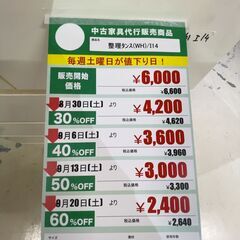 中古家具代行販売商品
商品名
整理タンス(WH)/I14
毎週土曜日が値下り日！
販売開始価格
¥6,000
税込価格 ¥6,600
8月30日(土) より
30%OFF
¥4,200
税込価格 ¥4,620
9月6日(土) より
40%OFF
¥3,600
税込価格 ¥3,960
9月13日(土) より
50%OFF
¥3,000
税込価格 ¥3,300
9月20日(土) より
60%OFF
¥2,400
税込価格 ¥2,640